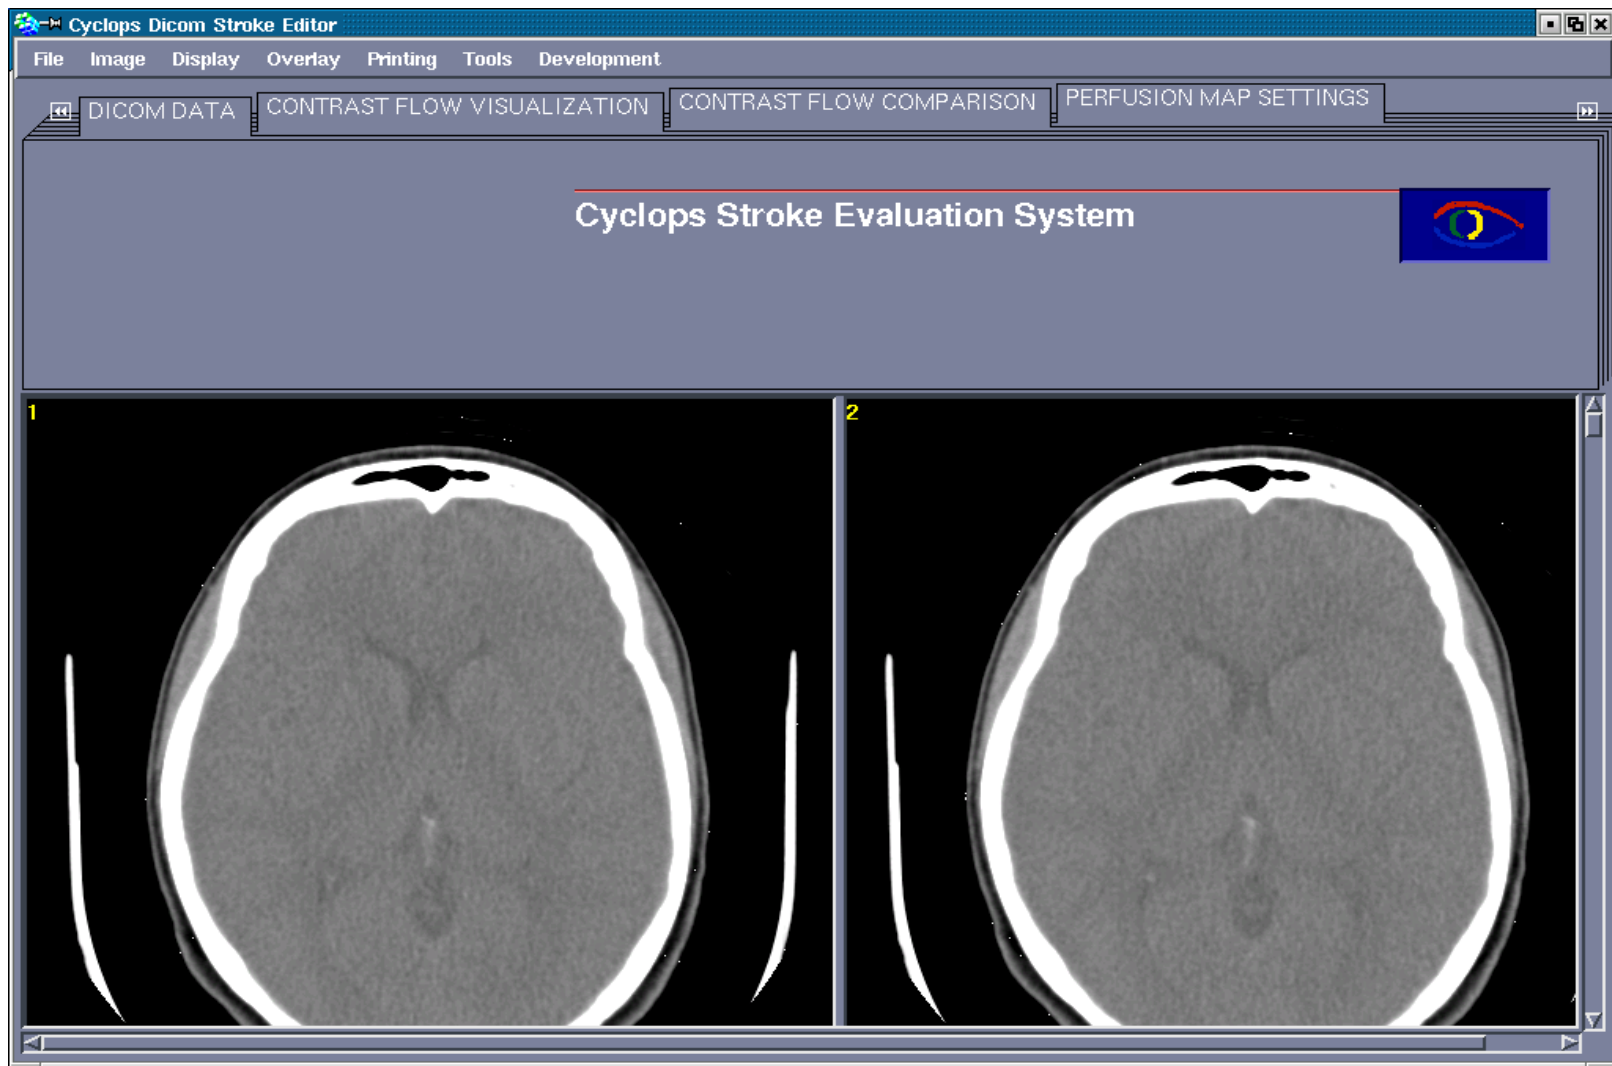 Cyclops Dicom Stroke Editor
File Image Display Overlay Printing Tools Development
DICOM DATA CONTRAST FLOW VISUALIZATION CONTRAST FLOW COMPARISON PERFUSION MAP SETTINGS
Cyclops Stroke Evaluation System
1 2